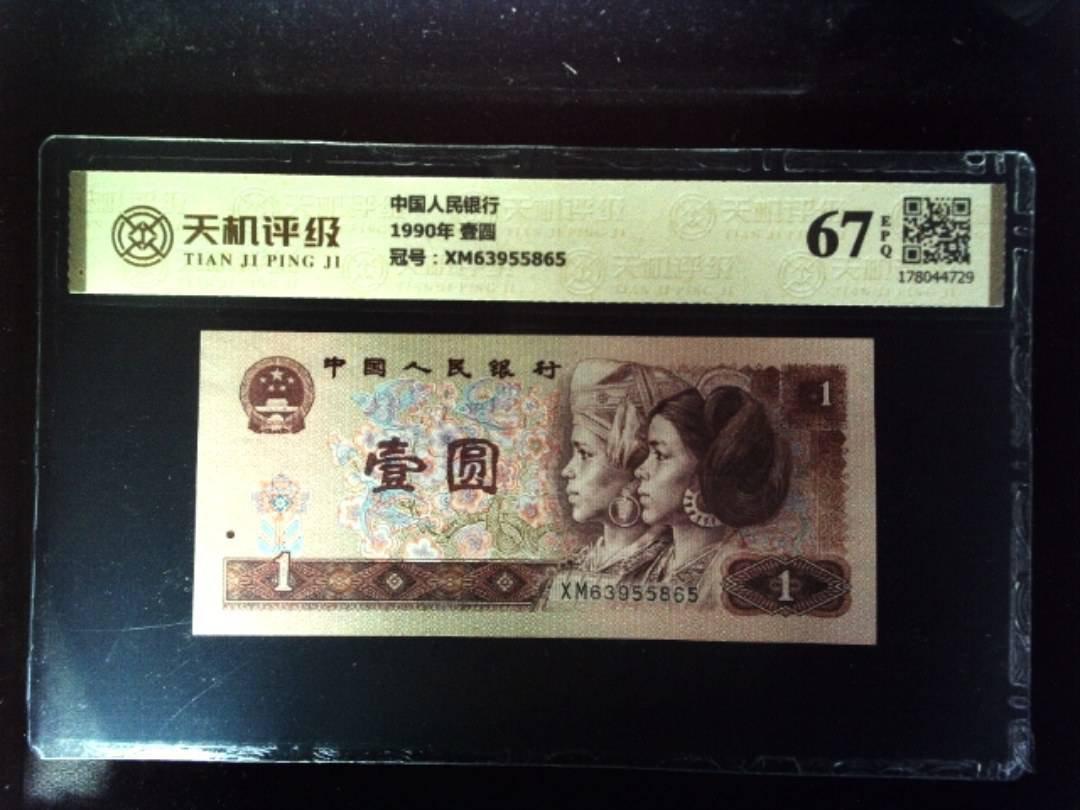 天机评级
TIAN JI PING JI
中国人民银行
1990年 壹圆
冠号：XM63955865
67
EPQ
178044729
中国人民银行
1
壹圆
1
XM63955865
1